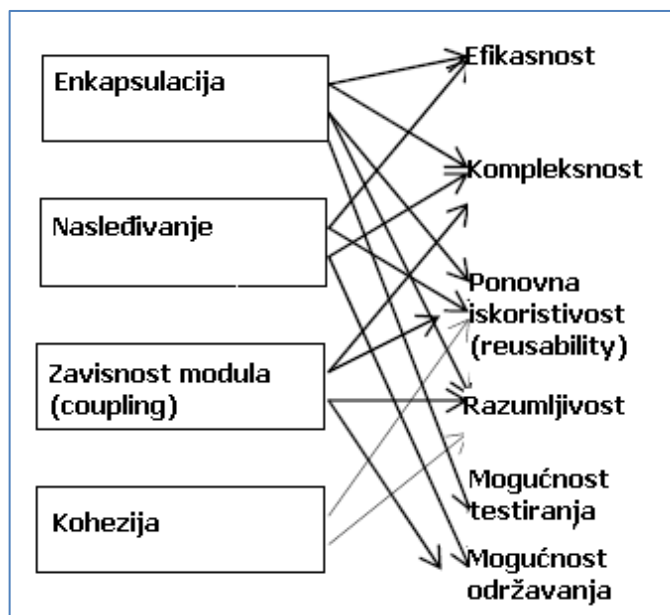 Enkapsulacija
Nasleđivanje
Zavisnost modula
(coupling)
Kohezija
Efikasnost
Kompleksnost
Ponovna
iskoristivost
(reusability)
Razumljivost
Mogućnost
testiranja
Mogućnost
održavanja